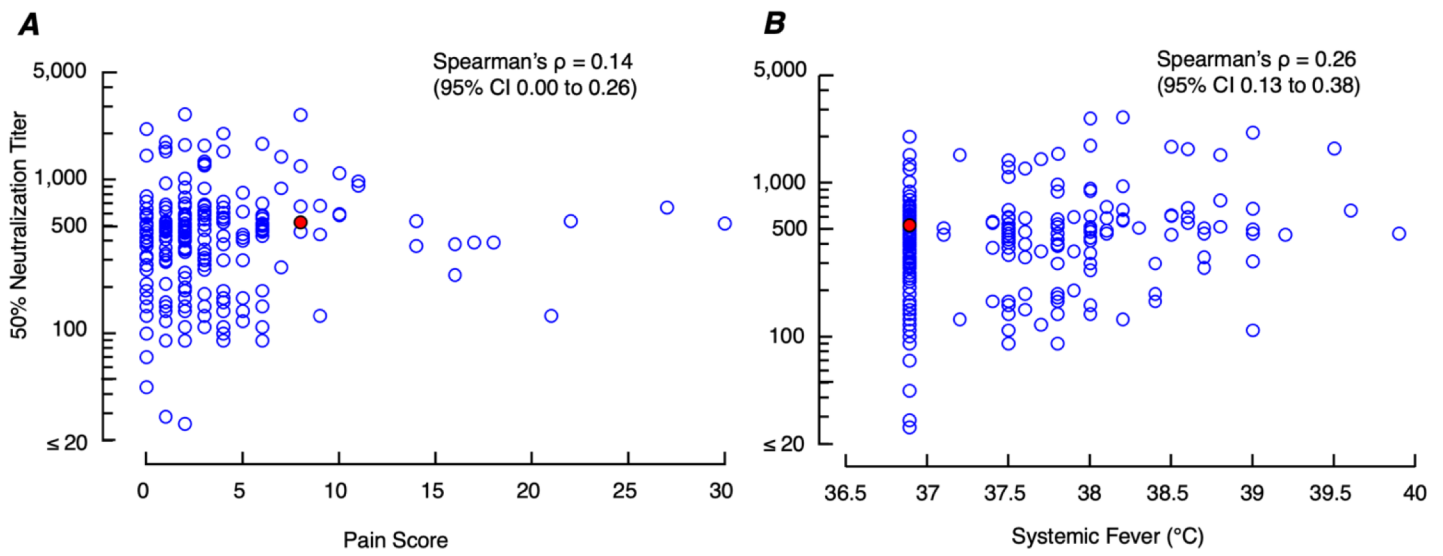 A
Spearman's ρ = 0.14
(95% CI 0.00 to 0.26)
50% Neutralization Titer
5,000
1,000
500
100
≤ 20
0 5 10 15 20 25 30
Pain Score
B
Spearman's ρ = 0.26
(95% CI 0.13 to 0.38)
5,000
1,000
500
100
≤ 20
36.5 37 37.5 38 38.5 39 39.5 40
Systemic Fever (°C)